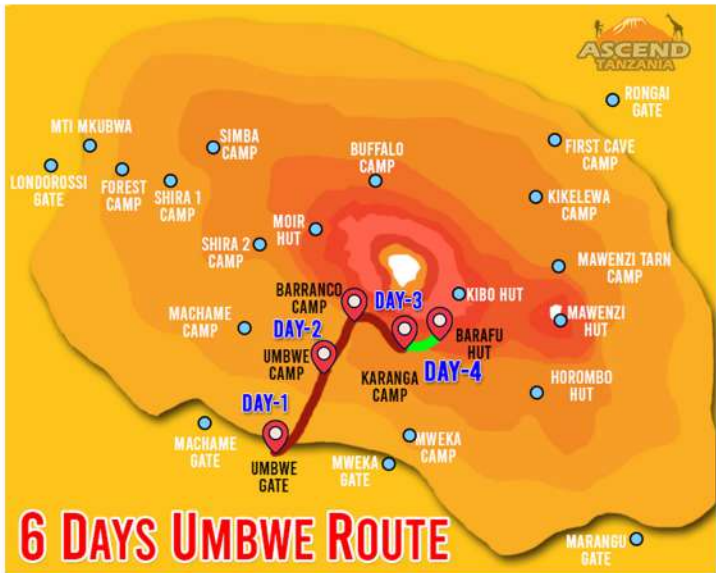 ASCEND
TANZANIA
RONGAI
GATE
MTI MKUBWA
SIMBA
CAMP
BUFFALO
CAMP
FIRST CAVE
CAMP
LONDOROSSI
GATE
FOREST
CAMP
SHIRA 1
CAMP
KIKELEWA
CAMP
MOIR
HUT
SHIRA 2
CAMP
MAWENZI TARN
CAMP
BARRANCO
CAMP
DAY-3
KIBO HUT
MAWENZI
HUT
MACHAME
CAMP
DAY-2
UMBWE
CAMP
BARAFU
HUT
KARANGA
CAMP
DAY-4
HOROMBO
HUT
DAY-1
MACHAME
GATE
UMBWE
GATE
MWEKA
CAMP
MWEKA
GATE
6 DAYS UMBWE ROUTE
MARANGU
GATE